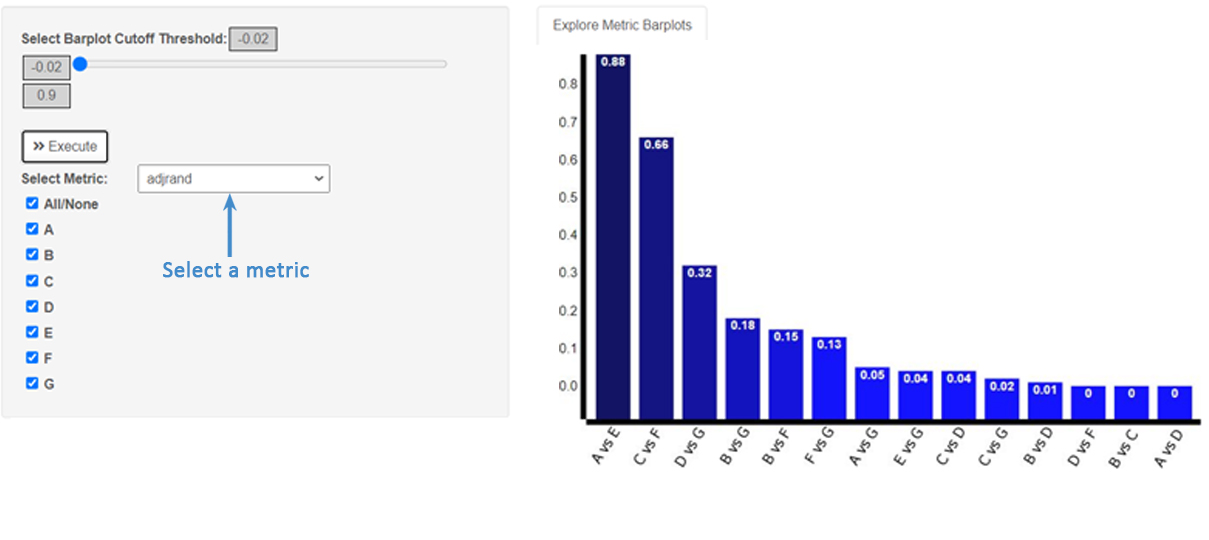 Select Barplot Cutoff Threshold: -0.02
-0.02
0.9
Execute
Select Metric: adjrand
All/None
A
B
C
D
E
F
G
Select a metric
Explore Metric Barplots
0.8
0.7
0.6
0.5
0.4
0.3
0.2
0.1
0.0
0.88
0.66
0.32
0.18
0.15
0.13
0.05
0.04
0.04
0.02
0.01
0
0
0
A vs E
C vs F
D vs G
B vs G
B vs F
F vs G
A vs G
E vs G
C vs D
C vs G
B vs D
D vs F
B vs C
A vs D